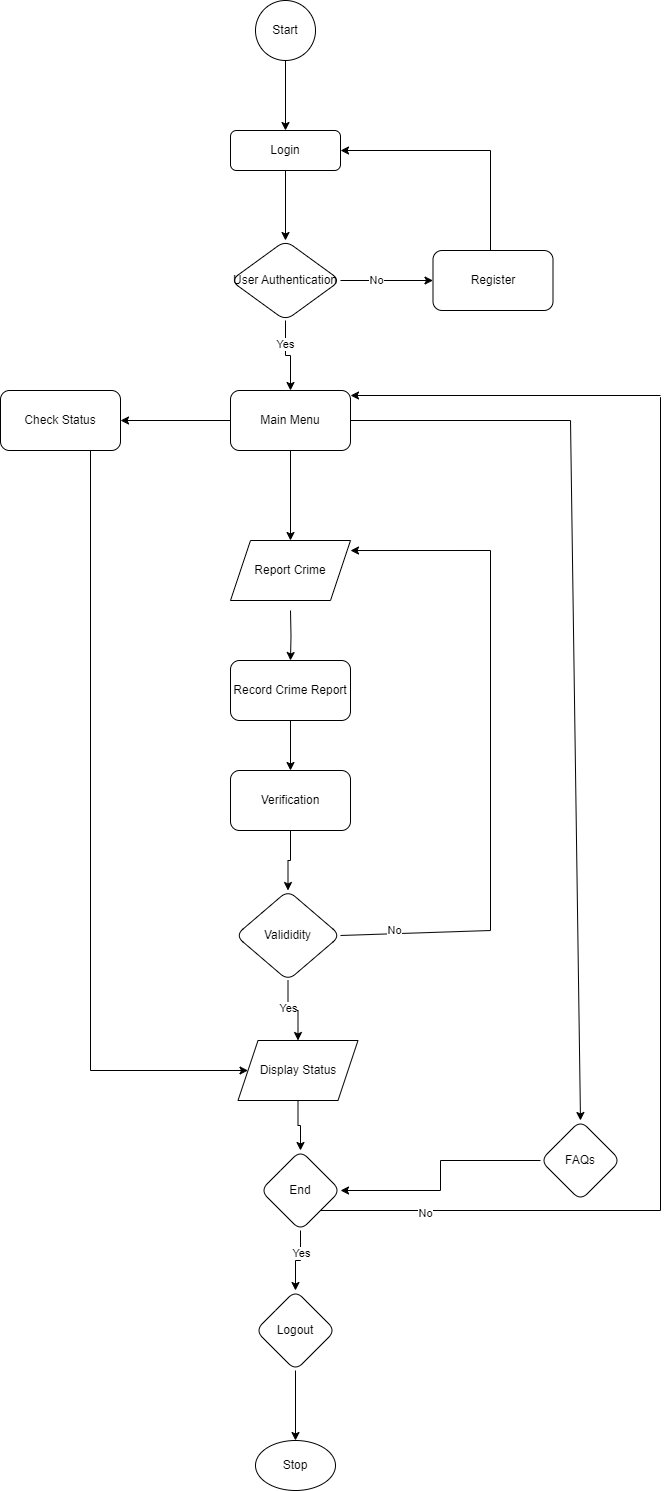 Start
Login
User Authentication
No
Register
Yes
Check Status
Main Menu
Report Crime
Record Crime Report
Verification
Valididity
No
Yes
Display Status
FAQs
End
No
Yes
Logout
Stop